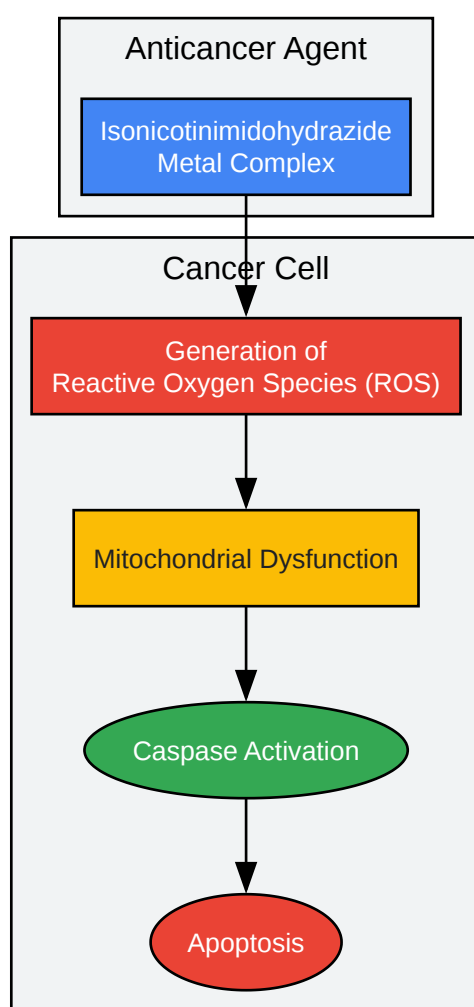 Anticancer Agent
Isonicotinimidohydrazide
Metal Complex
Cancer Cell
Generation of
Reactive Oxygen Species (ROS)
Mitochondrial Dysfunction
Caspase Activation
Apoptosis